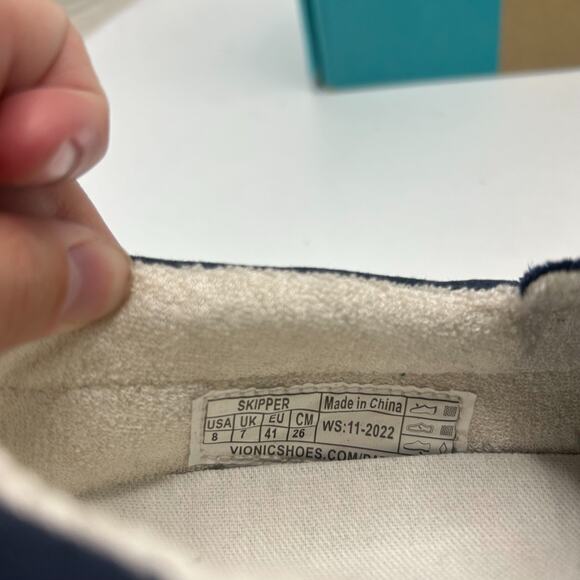 SKIPPER
Made in China
USA UK EU CM
8 7 41 26
WS:11-2022
VIONICSHOES.COM/